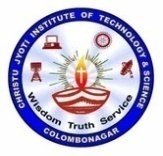 CHRISTU JYOTI INSTITUTE OF TECHNOLOGY & SCIENCE
Wisdom Truth Service
COLOMBONAGAR